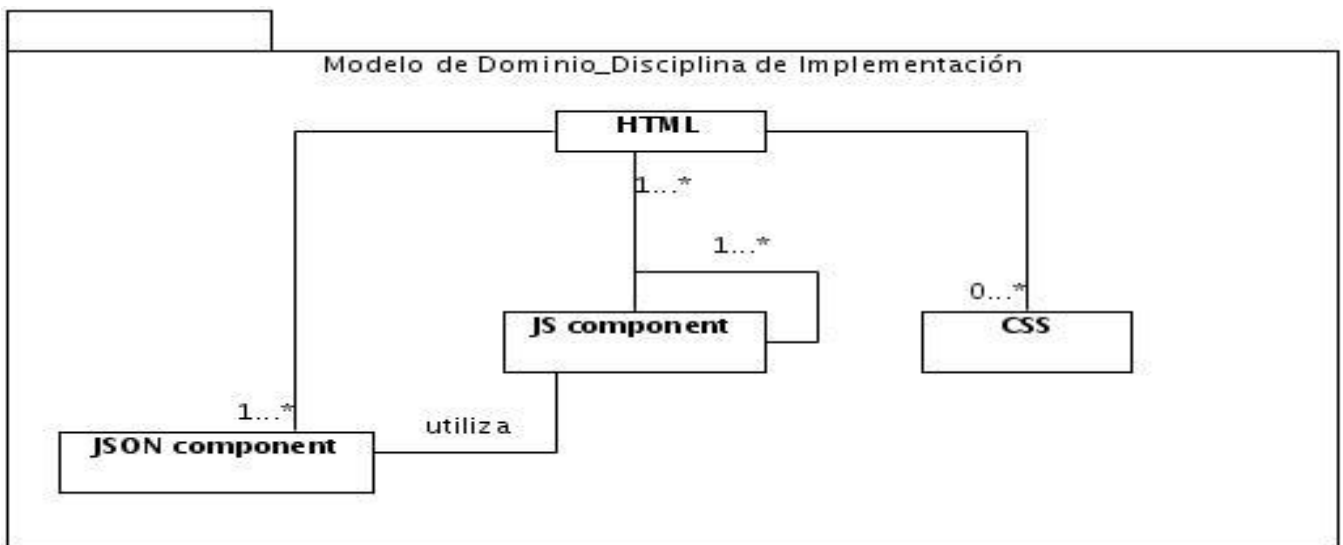 Modelo de Dominio_Disciplina de Implementación
HTML
1...*
1...*
0...*
JS component
CSS
1...*
utiliza
JSON component